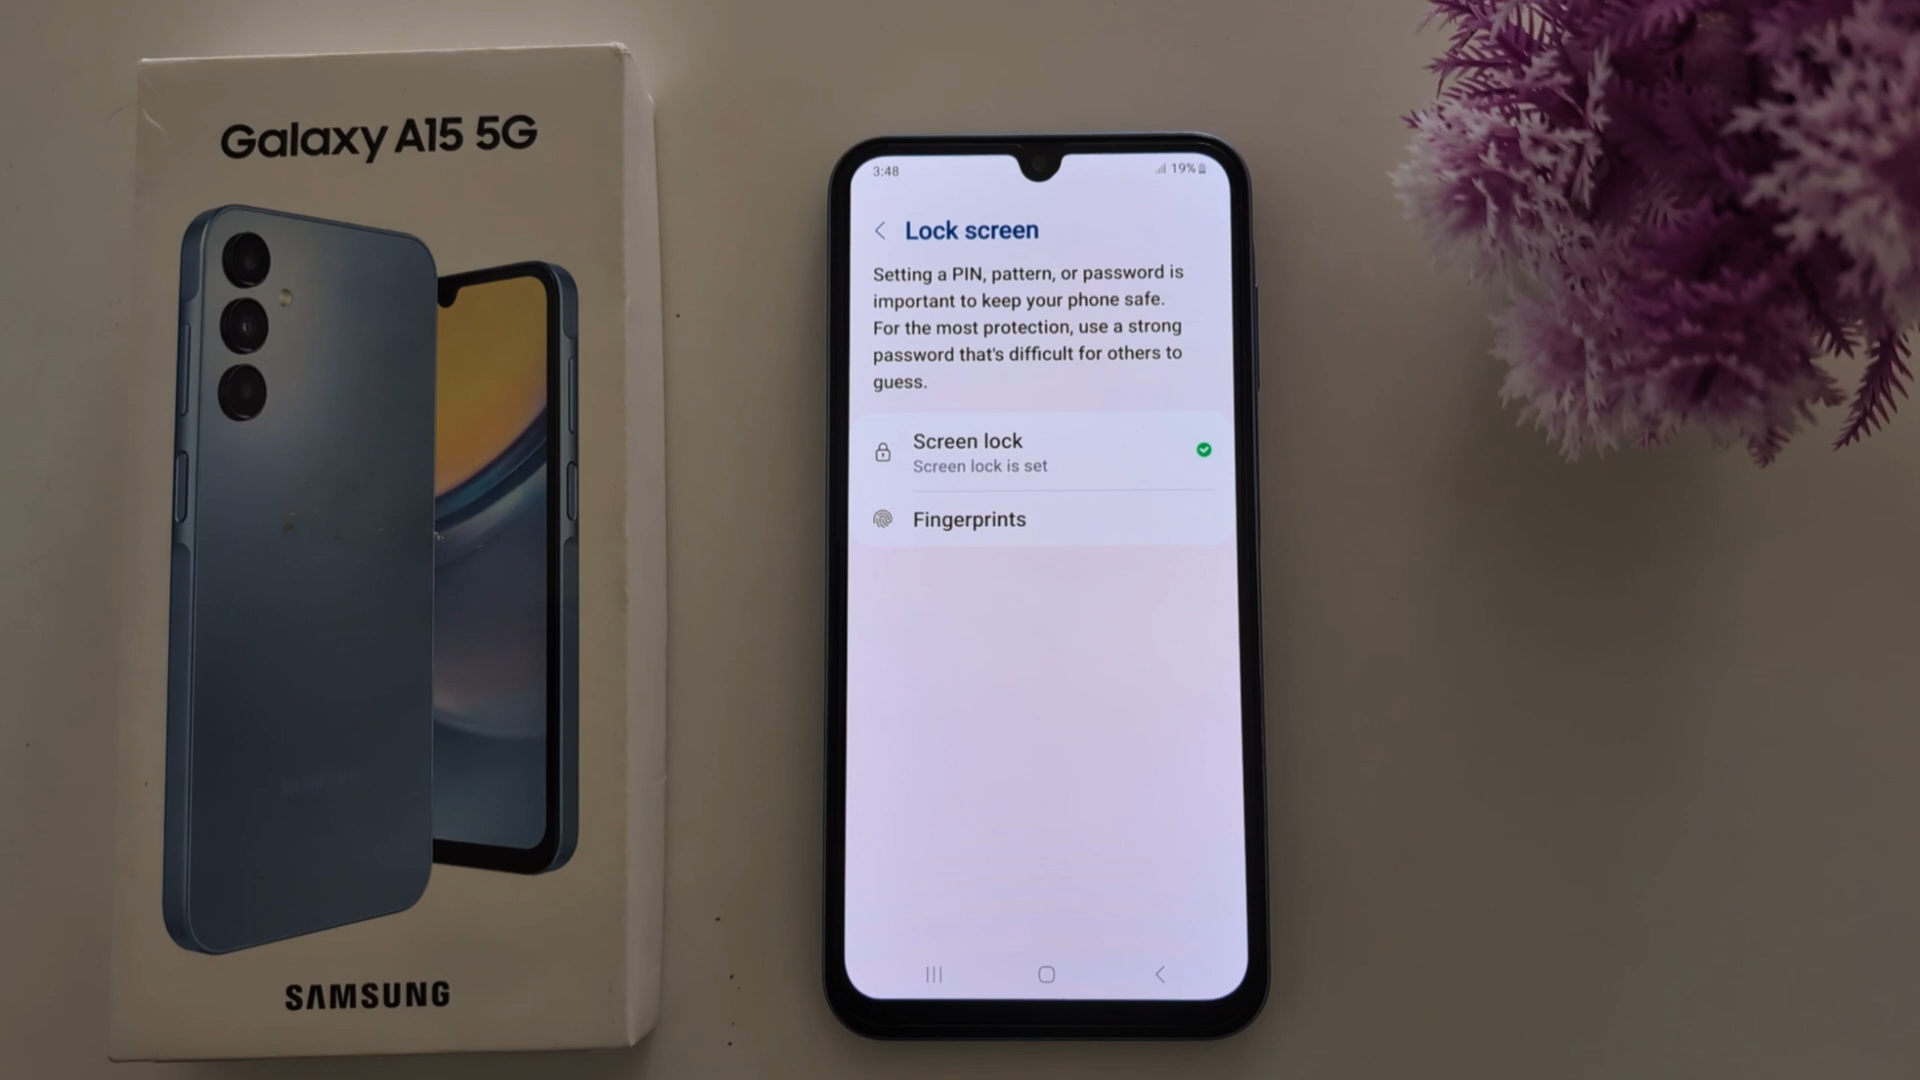 Galaxy A15 5G
SAMSUNG
3:48
19%
Lock screen
Setting a PIN, pattern, or password is
important to keep your phone safe.
For the most protection, use a strong
password that's difficult for others to
guess.
Screen lock
Screen lock is set
Fingerprints